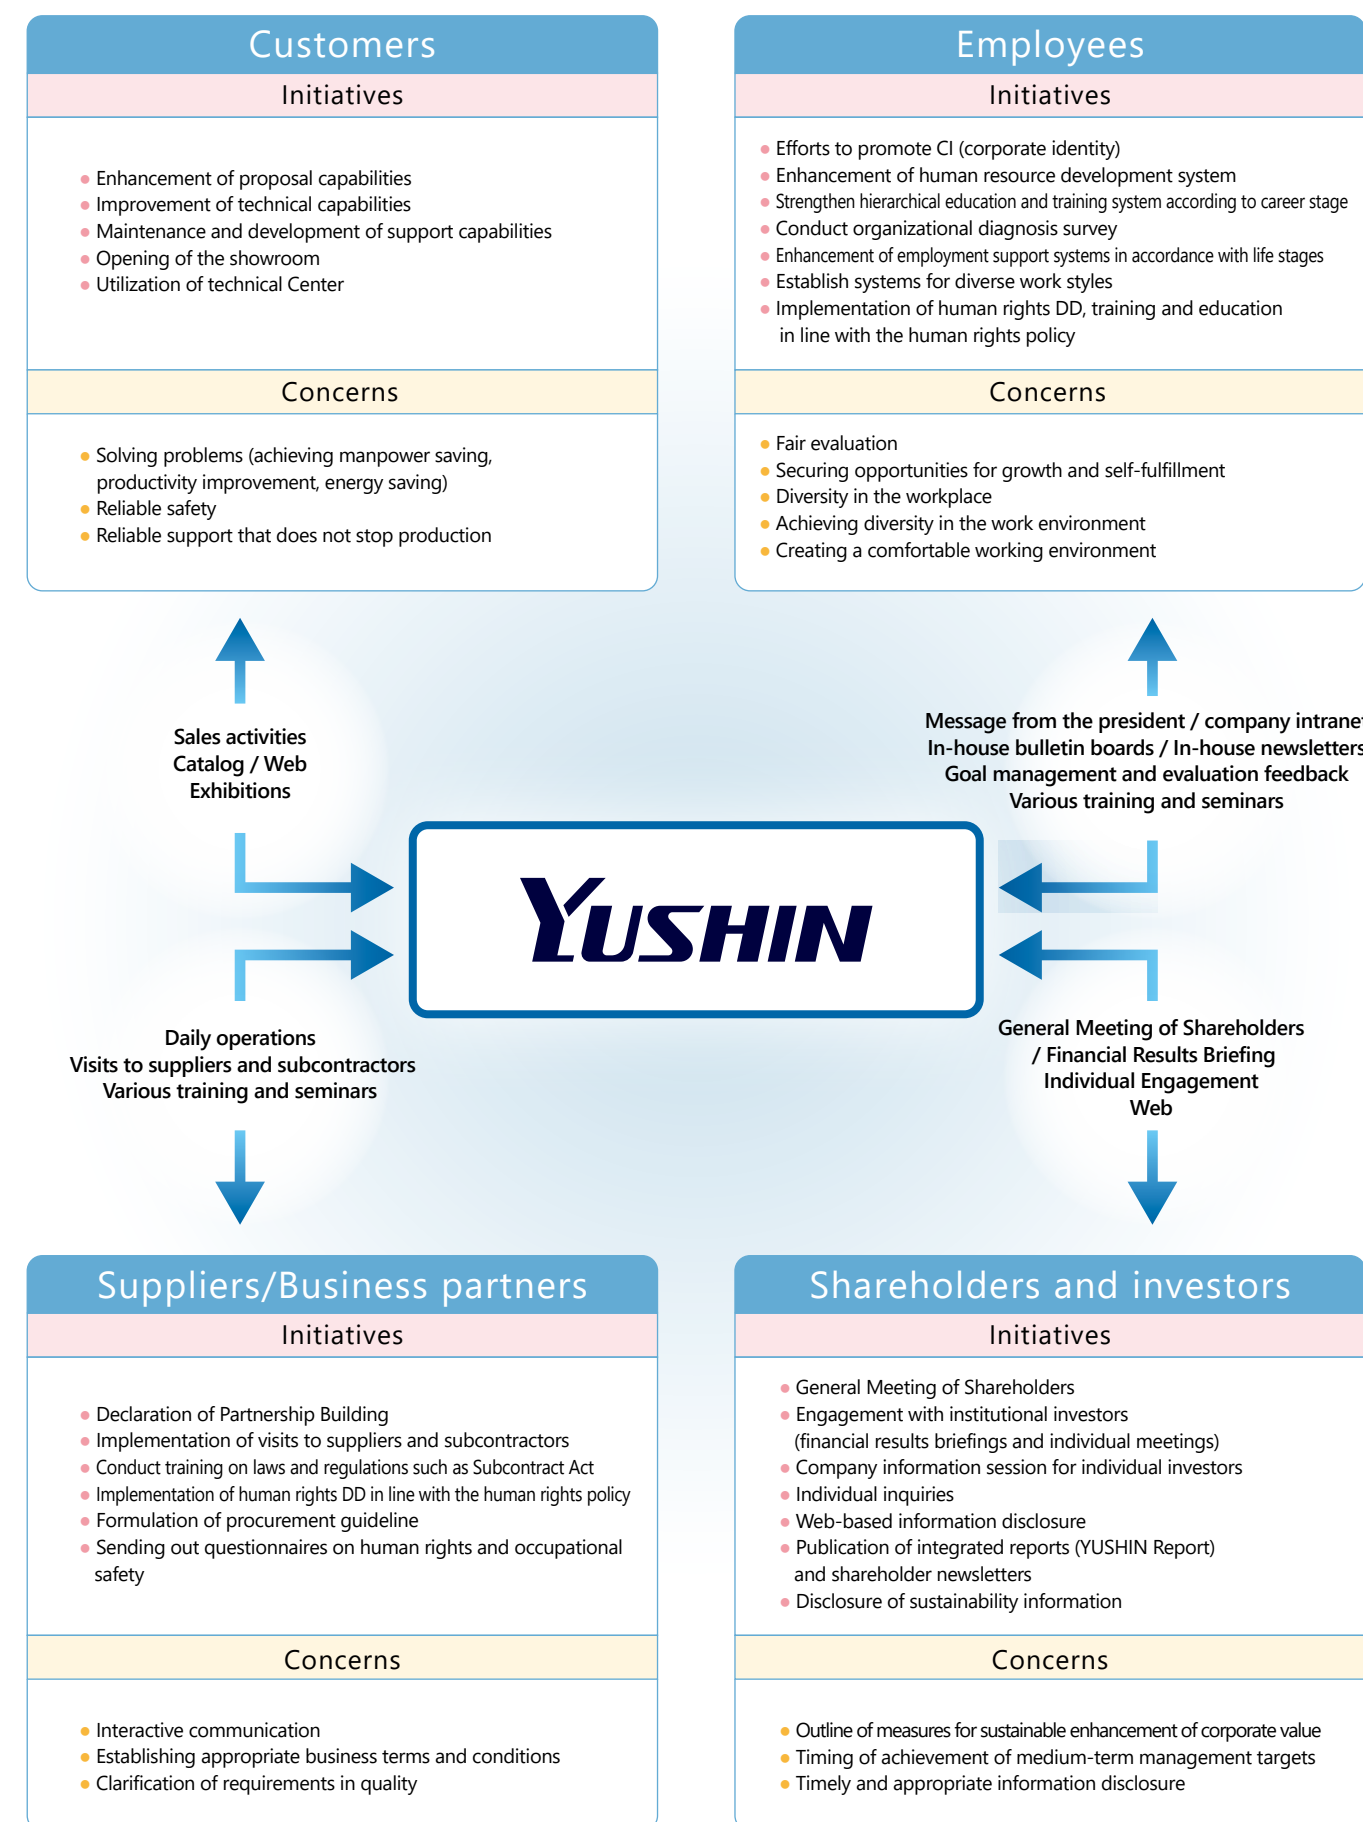 Customers
Initiatives
Enhancement of proposal capabilities
Improvement of technical capabilities
Maintenance and development of support capabilities
Opening of the showroom
Utilization of technical Center
Concerns
Solving problems (achieving manpower saving,
productivity improvement, energy saving)
Reliable safety
Reliable support that does not stop production
Employees
Initiatives
Efforts to promote CI (corporate identity)
Enhancement of human resource development system
Strengthen hierarchical education and training system according to career stage
Conduct organizational diagnosis survey
Enhancement of employment support systems in accordance with life stages
Establish systems for diverse work styles
Implementation of human rights DD, training and education
in line with the human rights policy
Concerns
Fair evaluation
Securing opportunities for growth and self-fulfillment
Diversity in the workplace
Achieving diversity in the work environment
Creating a comfortable working environment
Sales activities
Catalog / Web
Exhibitions
Message from the president / company intranet
In-house bulletin boards / In-house newsletters
Goal management and evaluation feedback
Various training and seminars
YUSHIN
Daily operations
Visits to suppliers and subcontractors
Various training and seminars
General Meeting of Shareholders
/ Financial Results Briefing
Individual Engagement
Web
Suppliers/Business partners
Initiatives
Declaration of Partnership Building
Implementation of visits to suppliers and subcontractors
Conduct training on laws and regulations such as Subcontract Act
Implementation of human rights DD in line with the human rights policy
Formulation of procurement guideline
Sending out questionnaires on human rights and occupational
safety
Concerns
Interactive communication
Establishing appropriate business terms and conditions
Clarification of requirements in quality
Shareholders and investors
Initiatives
General Meeting of Shareholders
Engagement with institutional investors
(financial results briefings and individual meetings)
Company information session for individual investors
Individual inquiries
Web-based information disclosure
Publication of integrated reports (YUSHIN Report)
and shareholder newsletters
Disclosure of sustainability information
Concerns
Outline of measures for sustainable enhancement of corporate value
Timing of achievement of medium-term management targets
Timely and appropriate information disclosure